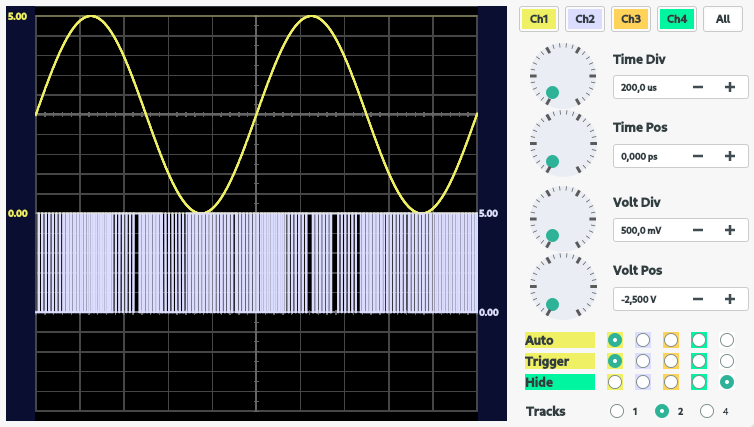 5.00
0.00
5.00
0.00
Ch1 Ch2 Ch3 Ch4 All
Time Div
200,0 us − +
Time Pos
0,000 ps − +
Volt Div
500,0 mV − +
Volt Pos
-2,500 V − +
Auto
Trigger
Hide
Tracks 1 2 4